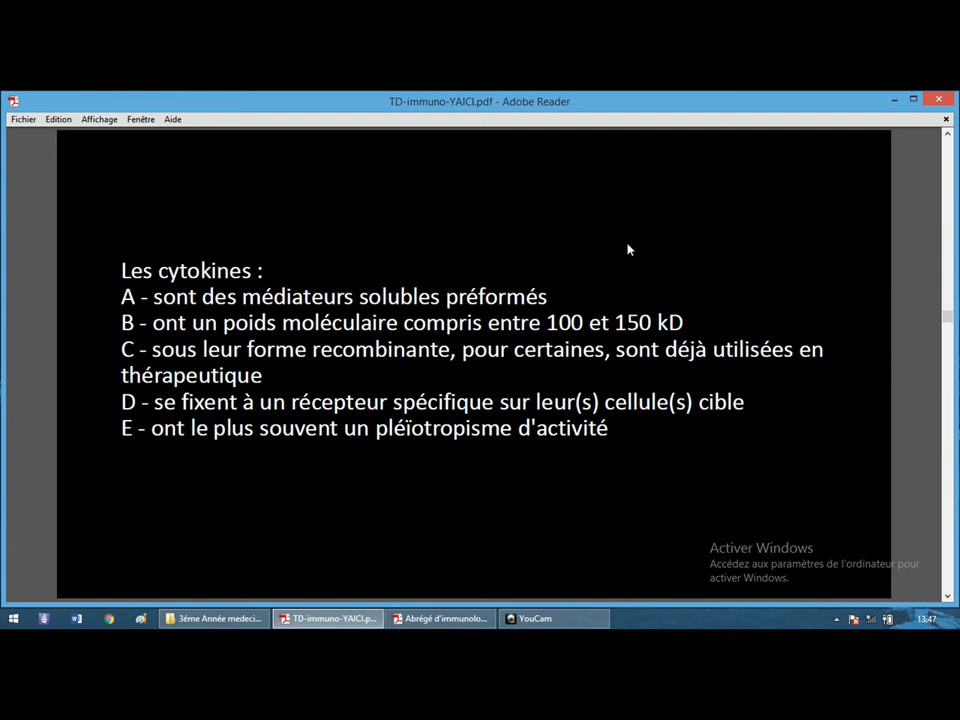 TD-immuno-YAICI.pdf - Adobe Reader
Fichier Edition Affichage Fenêtre Aide
Les cytokines :
A - sont des médiateurs solubles préformés
B - ont un poids moléculaire compris entre 100 et 150 kD
C - sous leur forme recombinante, pour certaines, sont déjà utilisées en
thérapeutique
D - se fixent à un récepteur spécifique sur leur(s) cellule(s) cible
E - ont le plus souvent un pléïotropisme d'activité
Activer Windows
Accédez aux paramètres de l'ordinateur pour
activer Windows.
3éme Année medeci... TD-immuno-YAICI.p... Abrégé d'immunolo... YouCam 13:47